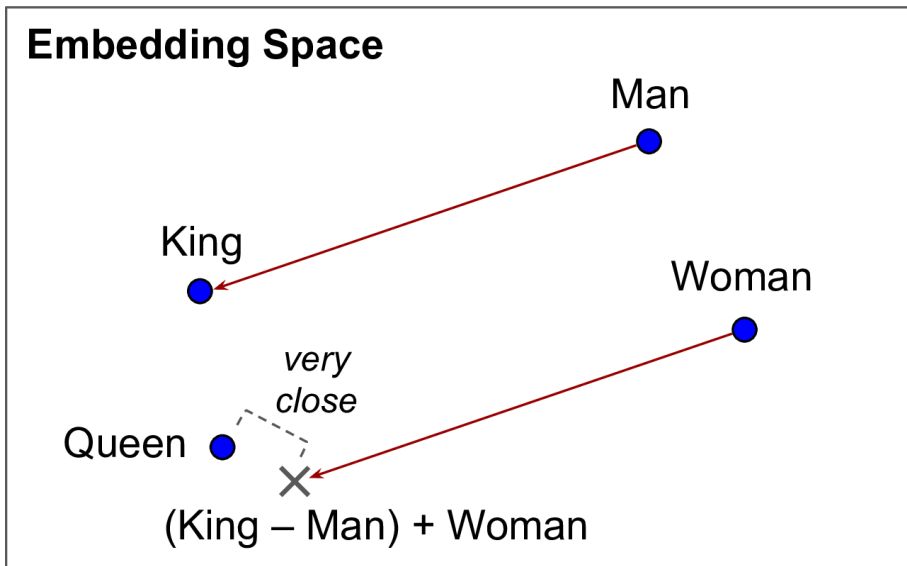 Embedding Space
Man
King
Woman
very
close
Queen
(King – Man) + Woman